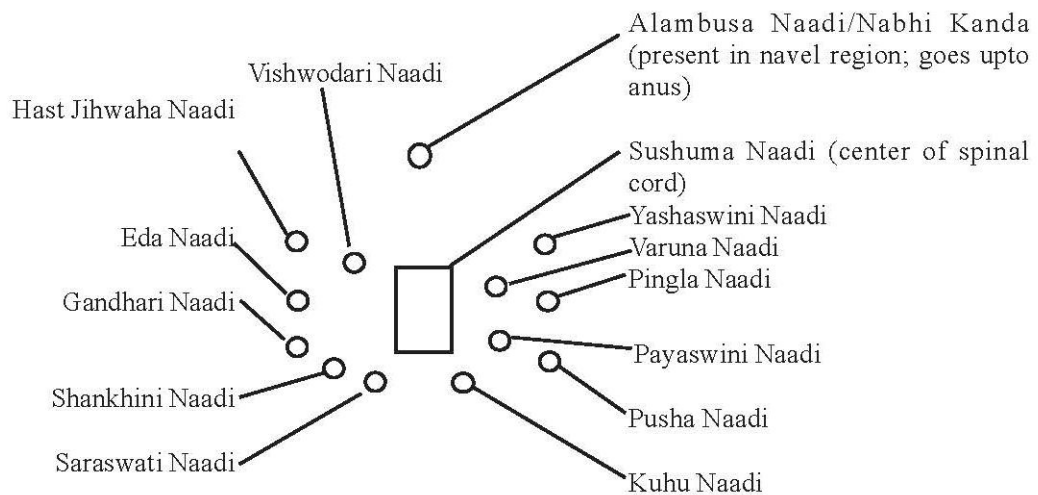 Alambusa Naadi/Nabhi Kanda
(present in navel region; goes upto
anus)
Vishwodari Naadi
Hast Jihwaha Naadi
Sushuma Naadi (center of spinal
cord)
Yashaswini Naadi
Eda Naadi
Varuna Naadi
Pingla Naadi
Gandhari Naadi
Payaswini Naadi
Shankhini Naadi
Pusha Naadi
Saraswati Naadi
Kuhu Naadi